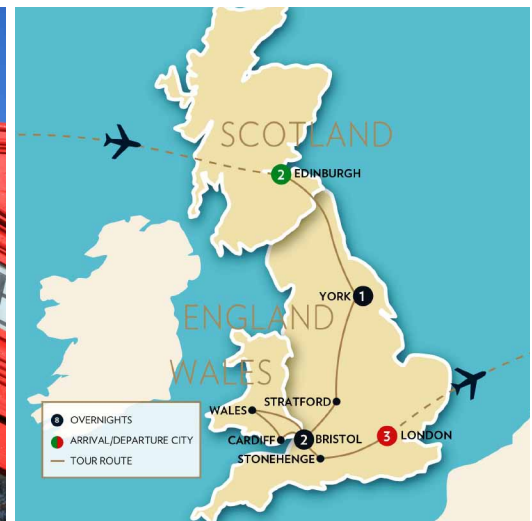 SCOTLAND
2 EDINBURGH
YORK 1
ENGLAND
WALES
STRATFORD
WALES
CARDIFF
2 BRISTOL
3 LONDON
STONEHENGE
8 OVERNIGHTS
ARRIVAL/DEPARTURE CITY
TOUR ROUTE